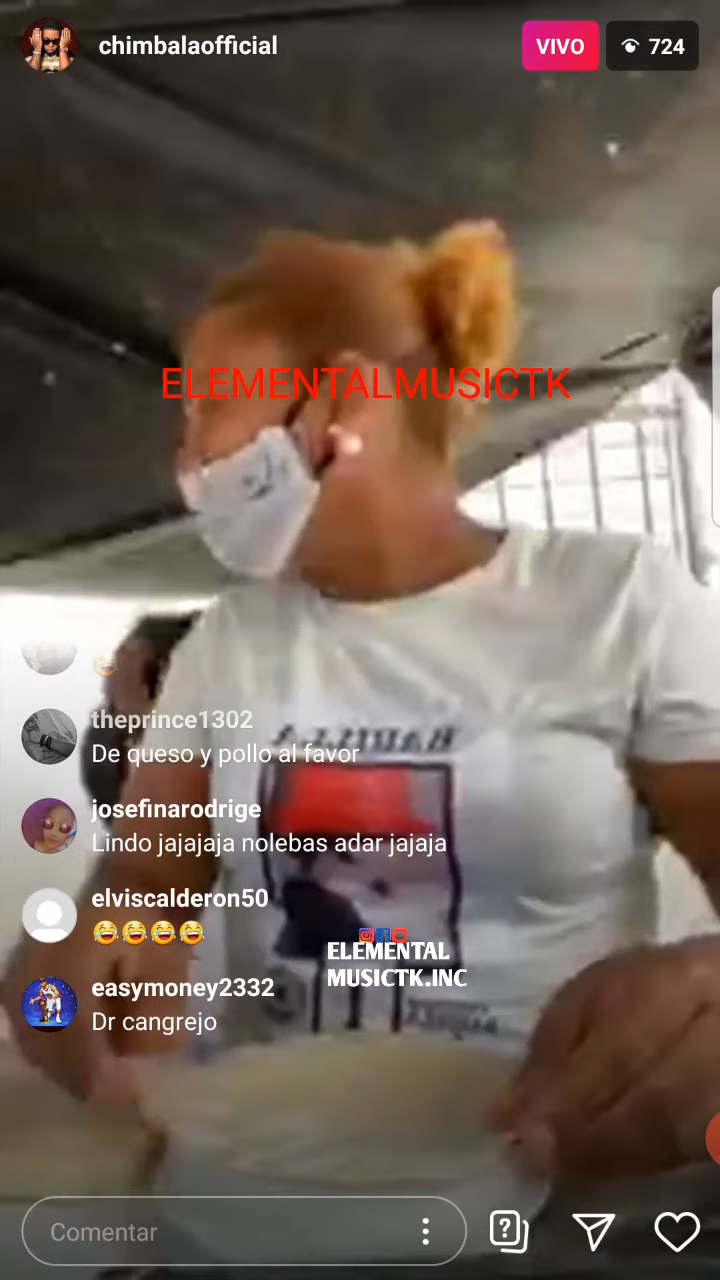 chimbalaofficial
VIVO
724
ELEMENTALMUSICTK
theprince1302
De queso y pollo al favor
josefinarodrige
Lindo jajajaja nolebas adar jajaja
elviscalderon50
😂😂😂😂
ELEMENTAL
MUSICTK.INC
easymoney2332
Dr cangrejo
Comentar